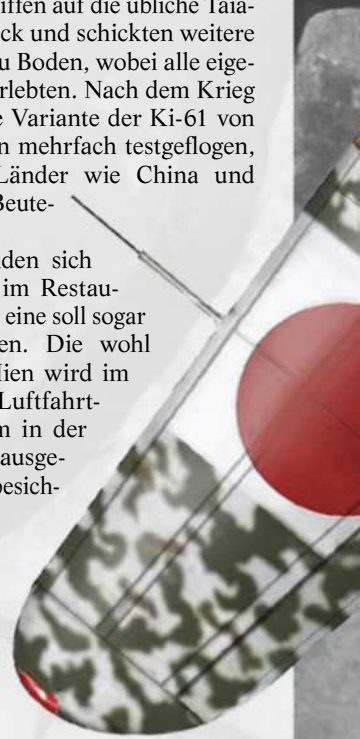 iffen auf die übliche Taia-
ck und schickten weitere
u Boden, wobei alle eige-
rlebten. Nach dem Krieg
e Variante der Ki-61 von
n mehrfach testgeflogen,
Länder wie China und
Beute-
den sich
im Restau-
eine soll sogar
en. Die wohl
Hien wird im
Luftfahrt-
m in der
ausge-
besich-